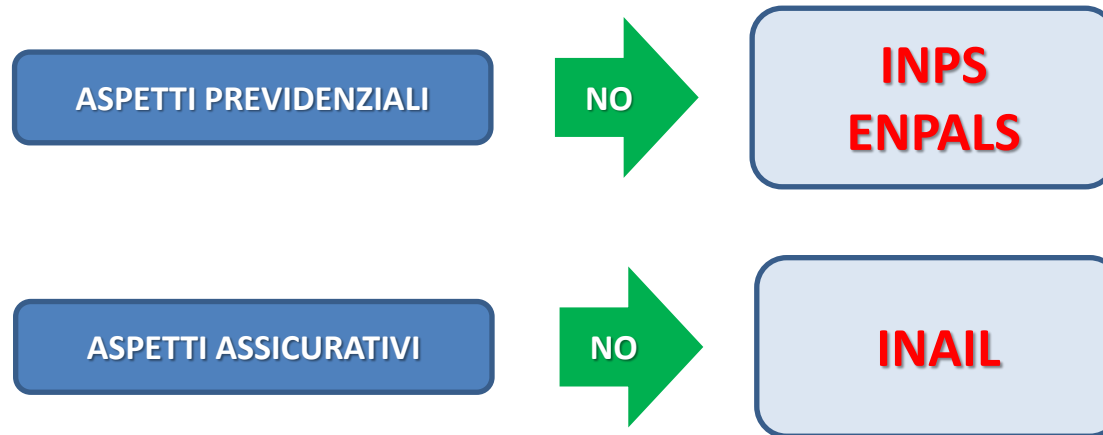 ASPETTI PREVIDENZIALI
NO
INPS
ENPALS
ASPETTI ASSICURATIVI
NO
INAIL